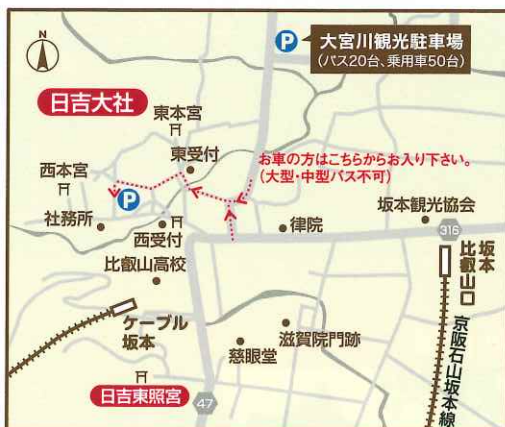 N
P
大宮川観光駐車場
(バス20台、乗用車50台)
日吉大社
東本宮
東受付
お車の方はこちらからお入り下さい。
(大型・中型バス不可)
西本宮
P
社務所
西受付
律院
坂本観光協会
316
比叡山高校
坂本
比叡山口
ケーブル
坂本
京阪石山坂本線
滋賀院門跡
慈眼堂
日吉東照宮
47